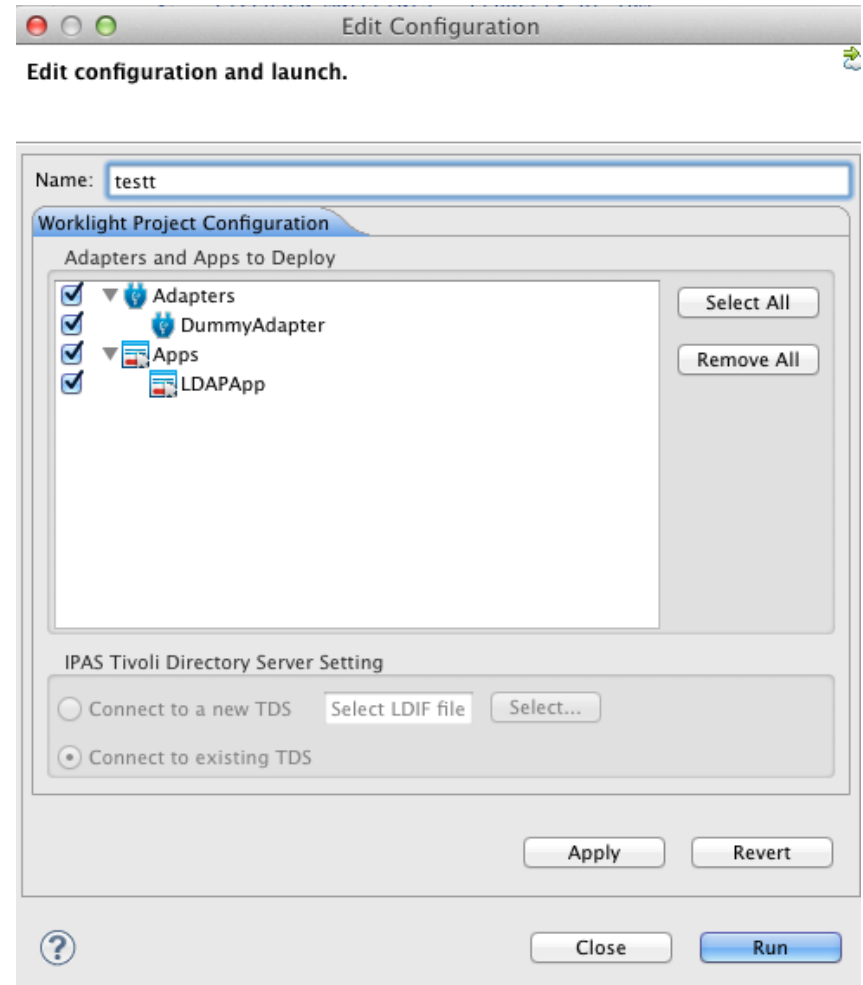 Edit Configuration
Edit configuration and launch.
Name: testt
Worklight Project Configuration
Adapters and Apps to Deploy
Adapters
DummyAdapter
Apps
LDAPApp
Select All
Remove All
IPAS Tivoli Directory Server Setting
Connect to a new TDS Select LDIF file Select...
Connect to existing TDS
Apply Revert
? Close Run